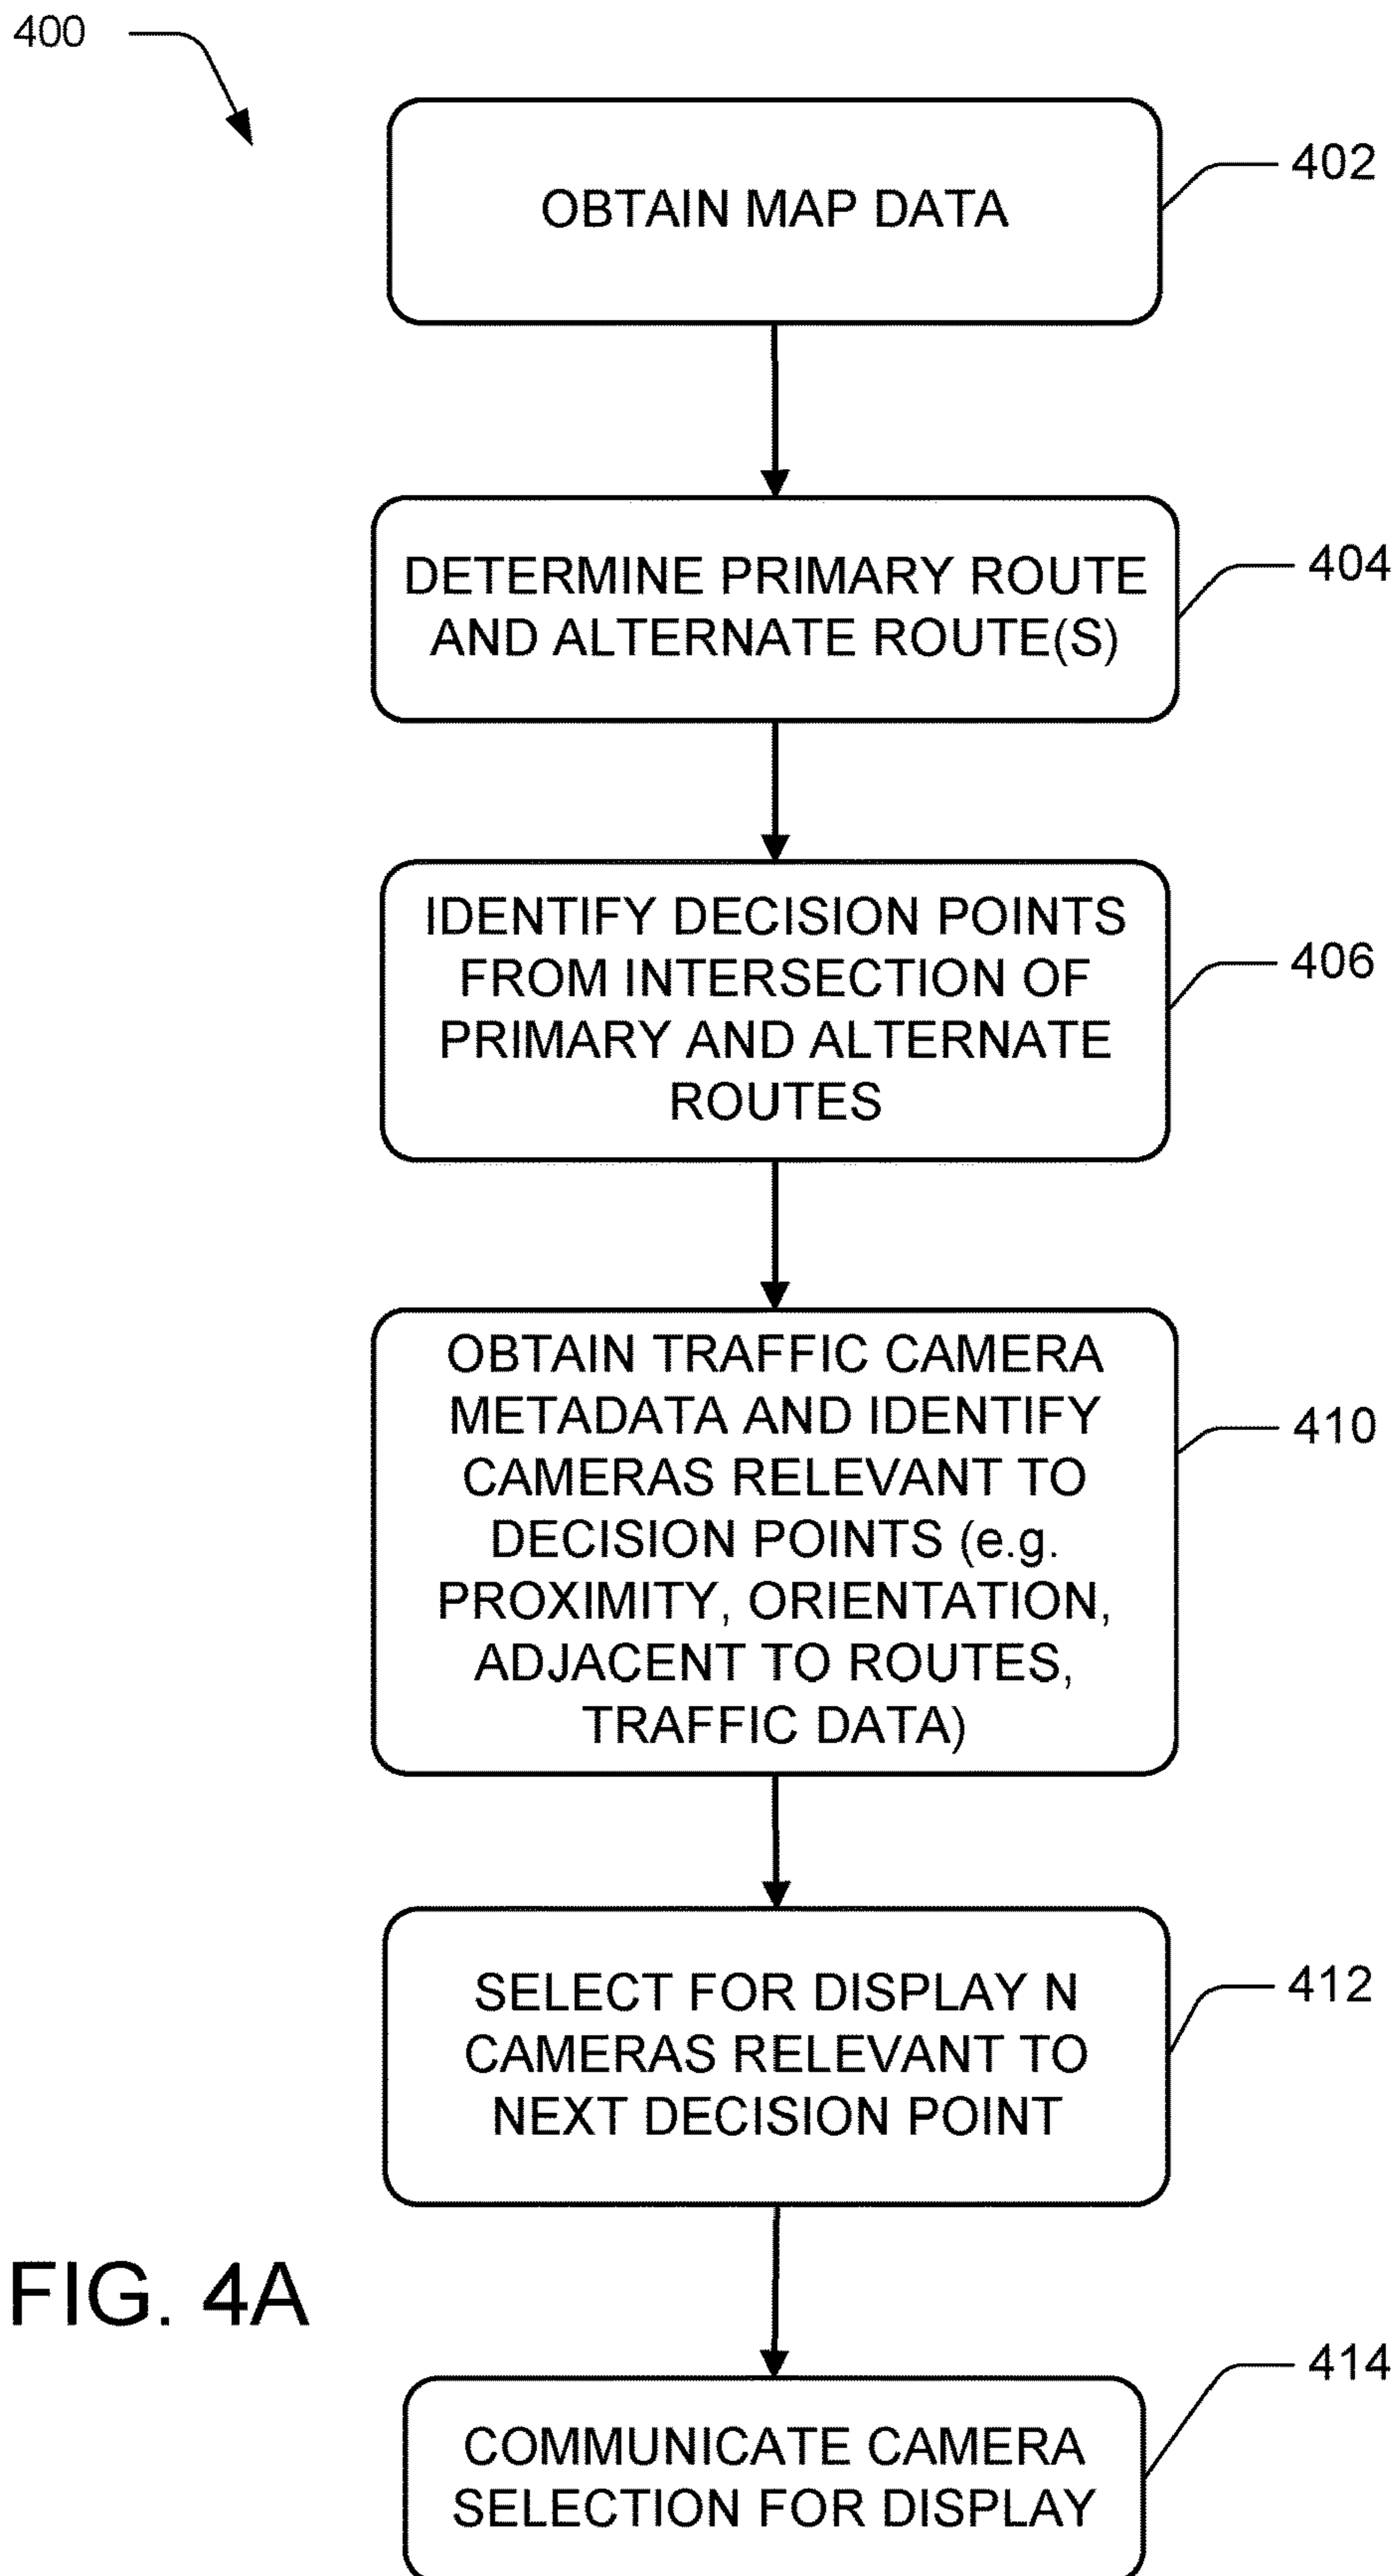 400
OBTAIN MAP DATA
402
DETERMINE PRIMARY ROUTE
AND ALTERNATE ROUTE(S)
404
IDENTIFY DECISION POINTS
FROM INTERSECTION OF
PRIMARY AND ALTERNATE
ROUTES
406
OBTAIN TRAFFIC CAMERA
METADATA AND IDENTIFY
CAMERAS RELEVANT TO
DECISION POINTS (e.g.
PROXIMITY, ORIENTATION,
ADJACENT TO ROUTES,
TRAFFIC DATA)
410
SELECT FOR DISPLAY N
CAMERAS RELEVANT TO
NEXT DECISION POINT
412
FIG. 4A
COMMUNICATE CAMERA
SELECTION FOR DISPLAY
414